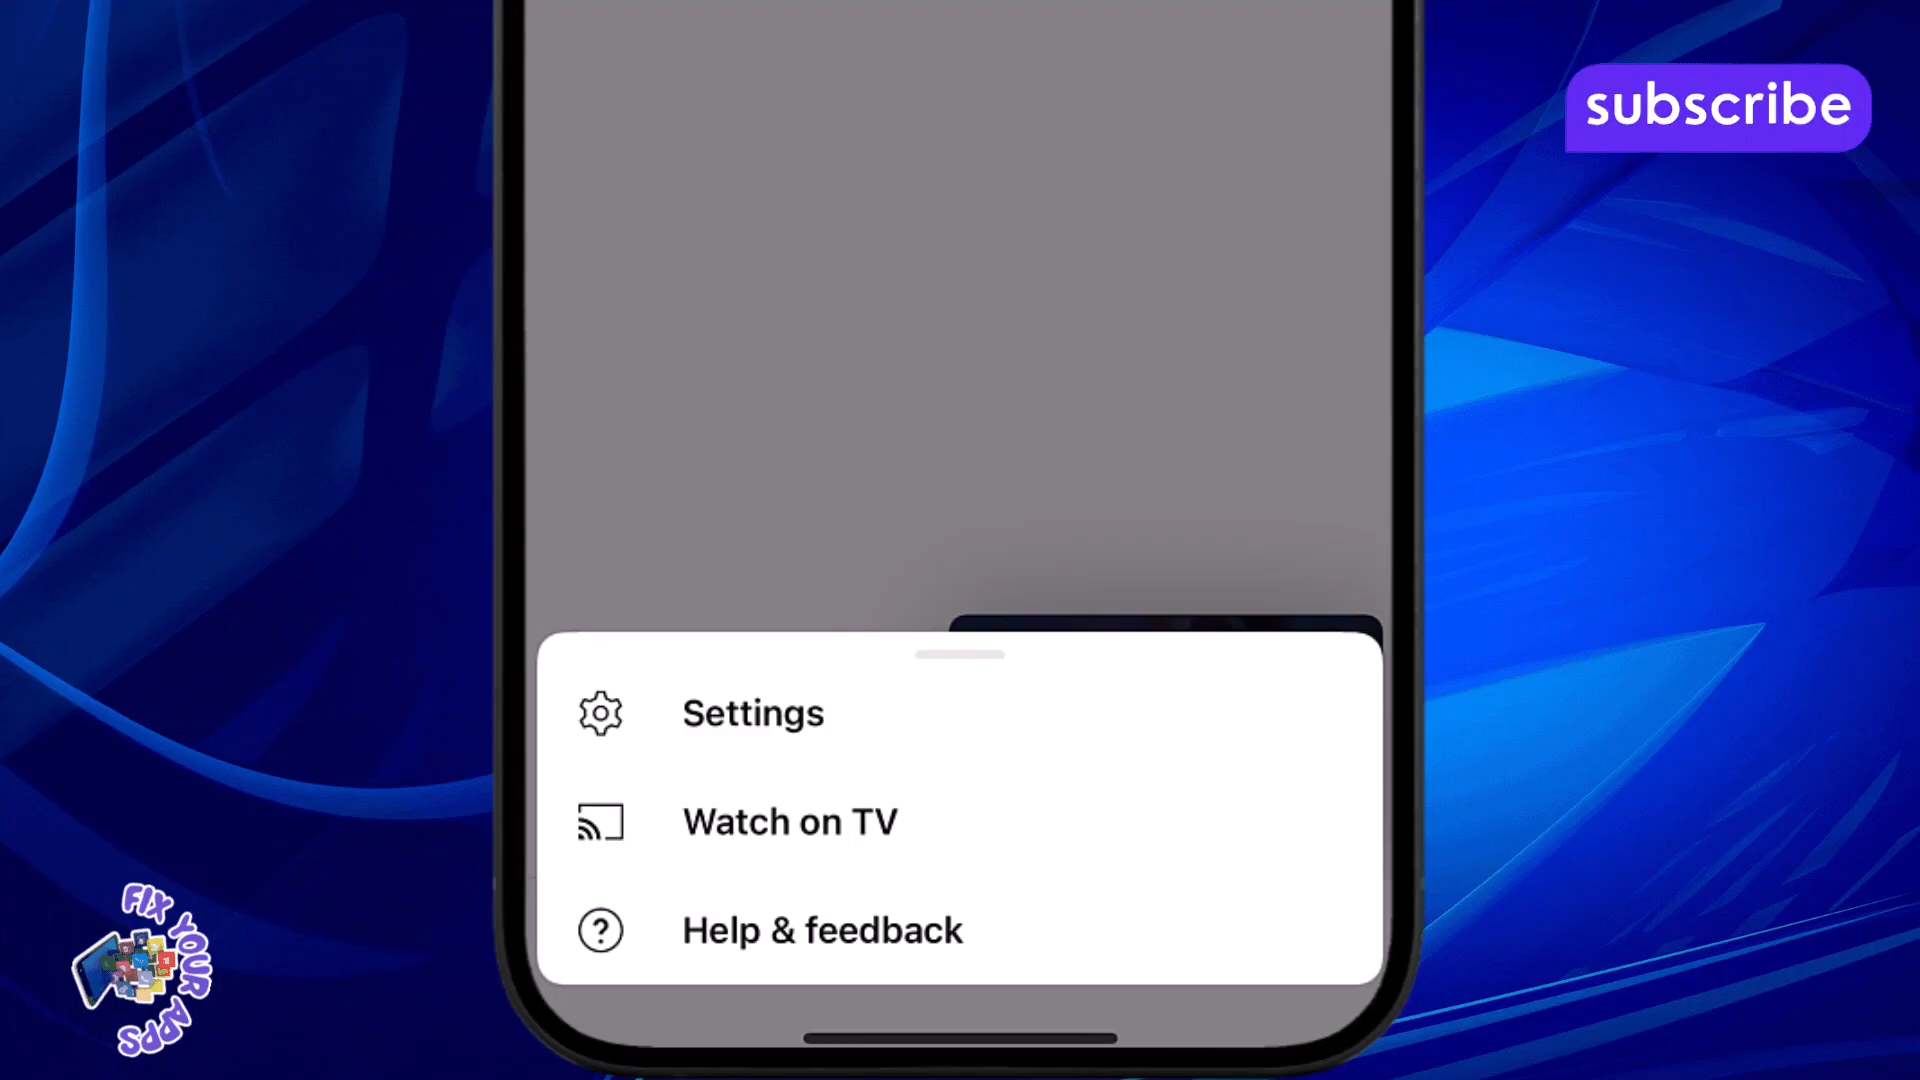 subscribe
Settings
Watch on TV
Help & feedback
FIX YOUR APPS